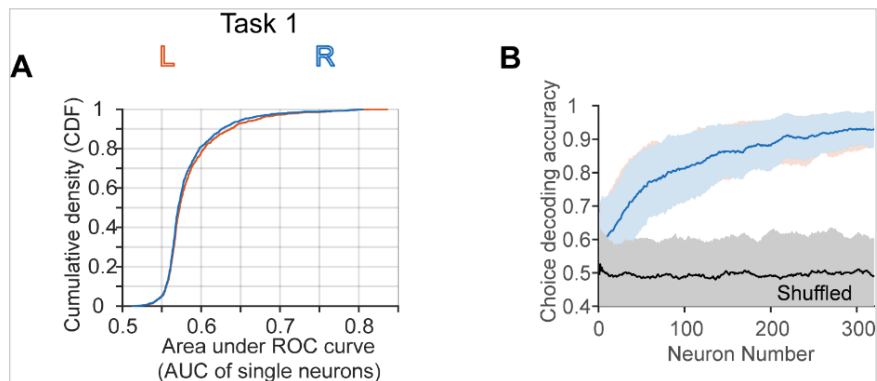 Task 1
L R
A
Cumulative density (CDF)
1
0.8
0.6
0.4
0.2
0
0.5 0.6 0.7 0.8
Area under ROC curve
(AUC of single neurons)
B
Choice decoding accuracy
1
0.9
0.8
0.7
0.6
0.5
0.4
Shuffled
0 100 200 300
Neuron Number